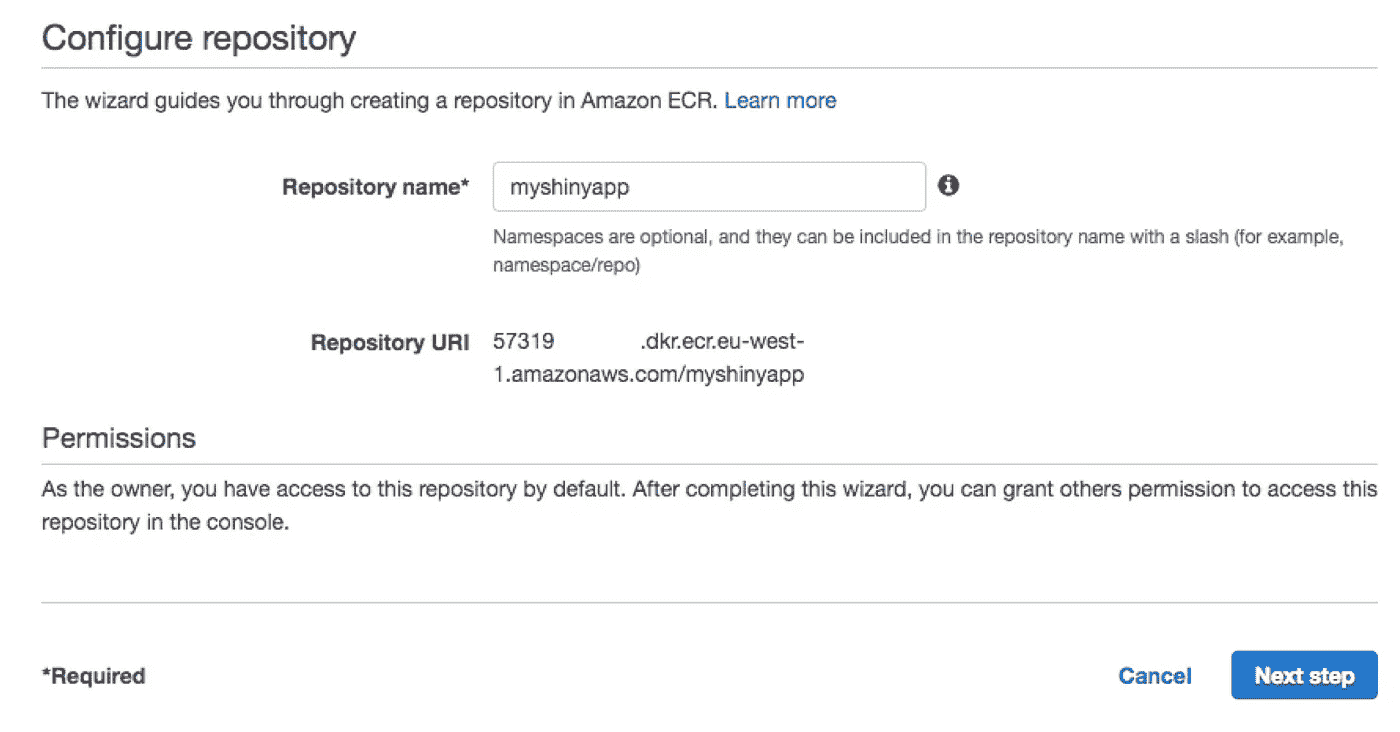 Configure repository
The wizard guides you through creating a repository in Amazon ECR. Learn more
Repository name* myshinyapp
Namespaces are optional, and they can be included in the repository name with a slash (for example,
namespace/repo)
Repository URI 57319 .dkr.ecr.eu-west-
1.amazonaws.com/myshinyapp
Permissions
As the owner, you have access to this repository by default. After completing this wizard, you can grant others permission to access this
repository in the console.
*Required Cancel Next step